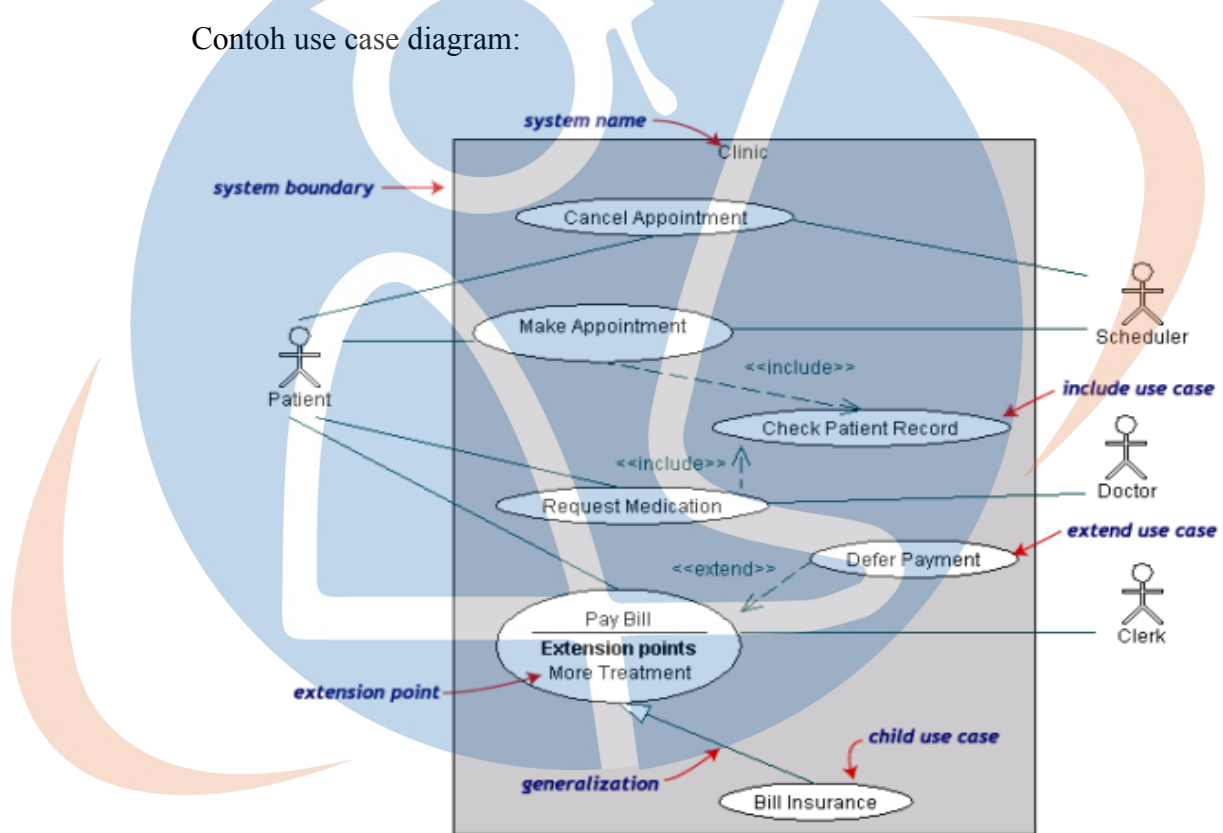 Contoh use case diagram:
system name
Clinic
system boundary
Cancel Appointment
Make Appointment
Scheduler
<<include>>
Patient
include use case
Check Patient Record
<<include>>
Request Medication
Doctor
extend use case
Defer Payment
<<extend>>
Pay Bill
Clerk
Extension points
More Treatment
extension point
child use case
generalization
Bill Insurance